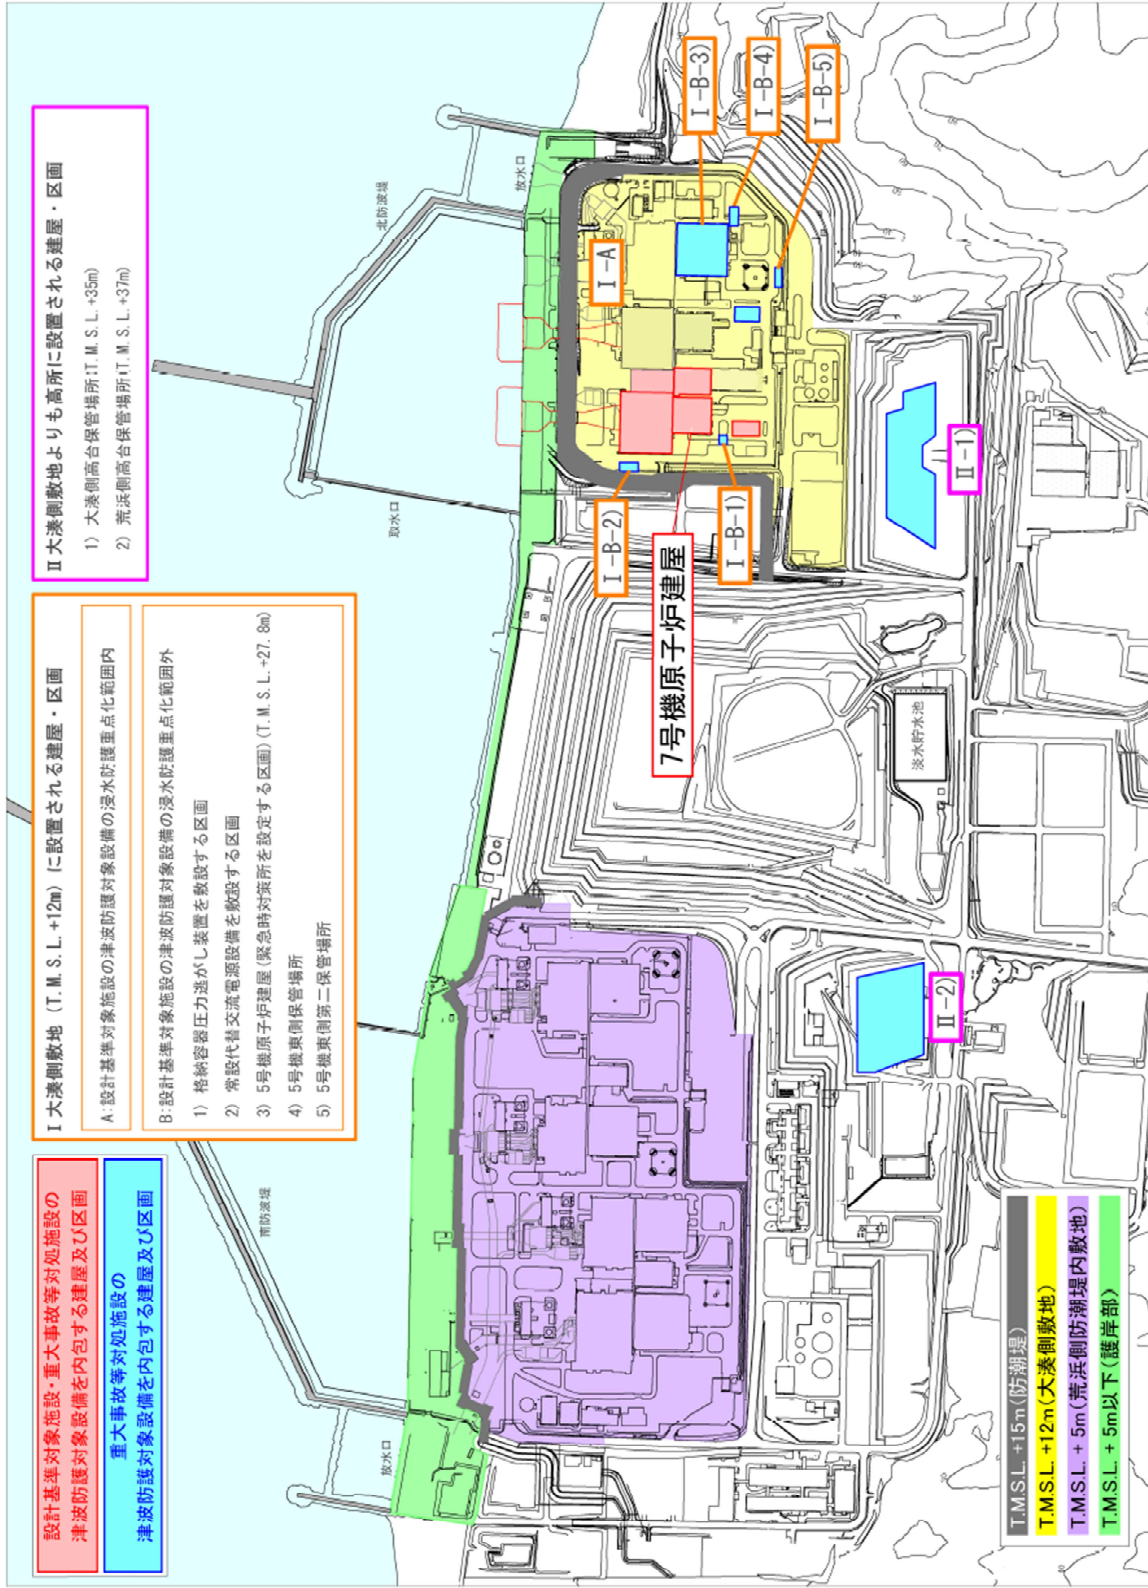 設計基準対象施設・重大事故等対処施設の
津波防護対象設備を内包する建屋及び区画
重大事故等対処施設の
津波防護対象設備を内包する建屋及び区画
Ⅰ 大湊側敷地 (T.M.S.L.+12m) に設置される建屋・区画
A:設計基準対象施設の津波防護対象設備の浸水防護重点化範囲内
B:設計基準対象施設の津波防護対象設備の浸水防護重点化範囲外
1) 格納容器圧力逃がし装置を敷設する区画
2) 常設代替交流電源設備を敷設する区画
3) 5号機原子炉建屋(緊急時対策所を設定する区画)(T.M.S.L.+27.8m)
4) 5号機東側保管場所
5) 5号機東側第二保管場所
Ⅱ 大湊側敷地よりも高所に設置される建屋・区画
1) 大湊側高台保管場所:T.M.S.L.+35m)
2) 荒浜側高台保管場所:T.M.S.L.+37m)
南防波堤
北防波堤
放水口
取水口
放水口
Ⅰ-A
Ⅰ-B-3)
Ⅰ-B-4)
Ⅰ-B-5)
Ⅰ-B-2)
Ⅰ-B-1)
7号機原子炉建屋
Ⅱ-1)
Ⅱ-2)
淡水貯水池
T.M.S.L. +15m(防潮堤)
T.M.S.L. +12m(大湊側敷地)
T.M.S.L. + 5m(荒浜側防潮堤内敷地)
T.M.S.L. + 5m以下(護岸部)